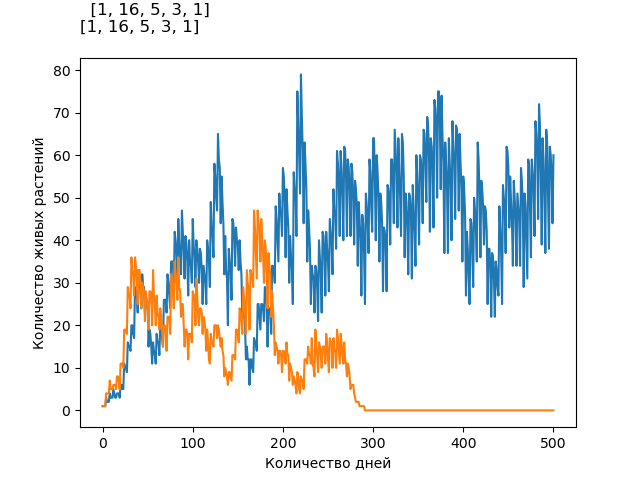 [1, 16, 5, 3, 1]
[1, 16, 5, 3, 1]
80
70
60
50
40
30
20
10
0
Количество живых растений
0 100 200 300 400 500
Количество дней